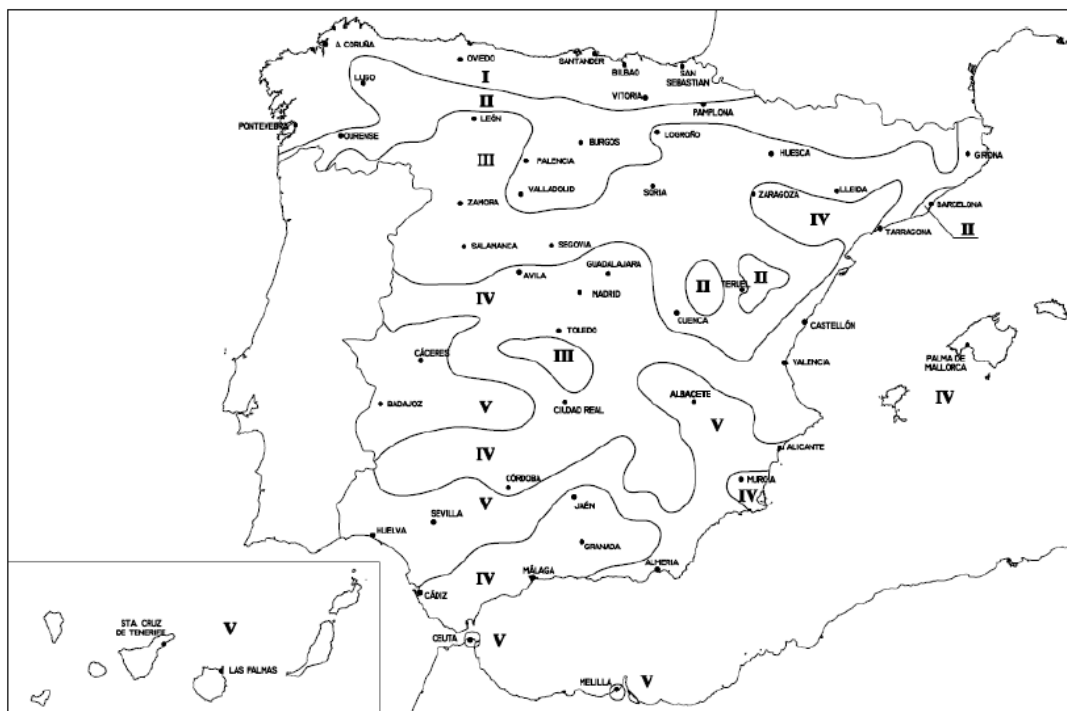 A CORUÑA
OVIEDO
SANTANDER
BILBAO
SAN
SEBASTIAN
LUGO
I
VITORIA
II
PAMPLONA
PONTEVEDRA
LEÓN
OURENSE
LOGROÑO
BURGOS
III
PALENCIA
HUESCA
GIRONA
VALLADOLID
SORIA
ZARAGOZA
LLEIDA
ZAMORA
BARCELONA
IV
TARRAGONA
II
SALAMANCA
SEGOVIA
AVILA
GUADALAJARA
II
TERUEL
II
IV
MADRID
CUENCA
CASTELLÓN
TOLEDO
CÁCERES
III
VALENCIA
PALMA DE
MALLORCA
IV
BADAJOZ
V
CIUDAD REAL
ALBACETE
V
IV
ALICANTE
CÓRDOBA
MURCIA
IV
V
JAÉN
SEVILLA
HUELVA
GRANADA
ALMERIA
MÁLAGA
IV
CÁDIZ
STA CRUZ
DE TENERIFE
V
LAS PALMAS
CEUTA
V
MELILLA
V